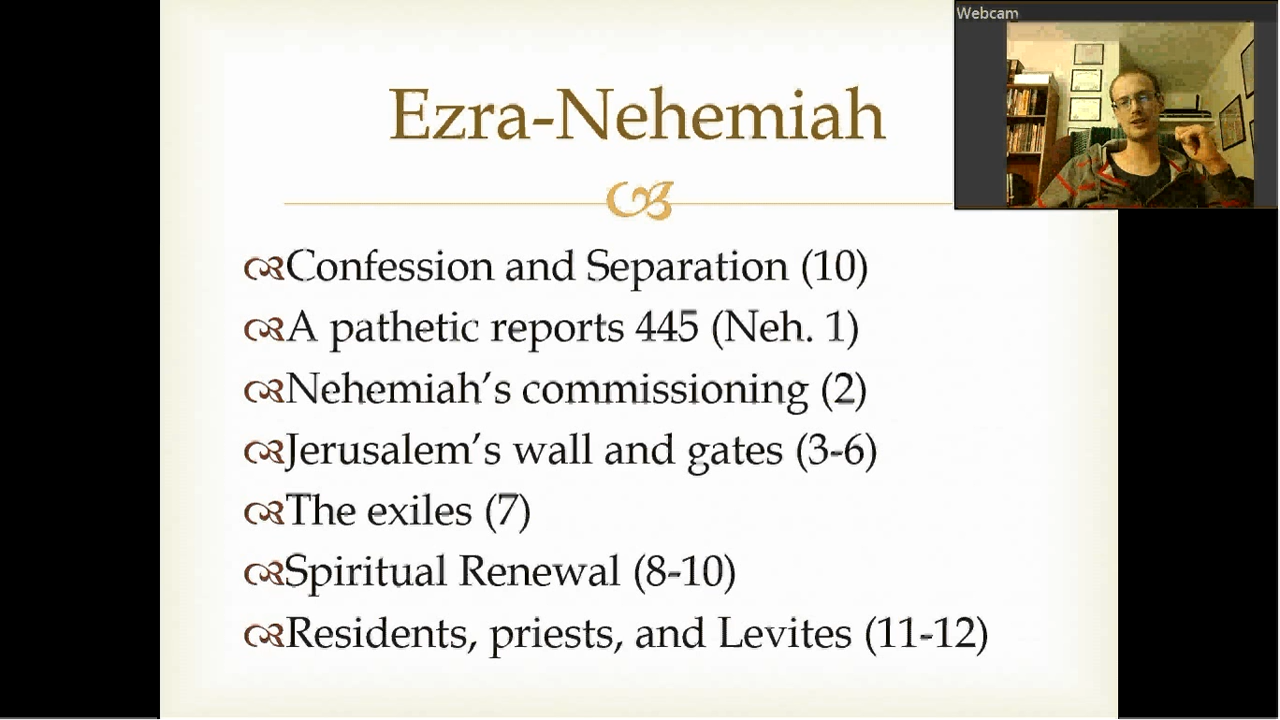 Webcam
Ezra-Nehemiah
Confession and Separation (10)
A pathetic reports 445 (Neh. 1)
Nehemiah’s commissioning (2)
Jerusalem’s wall and gates (3-6)
The exiles (7)
Spiritual Renewal (8-10)
Residents, priests, and Levites (11-12)